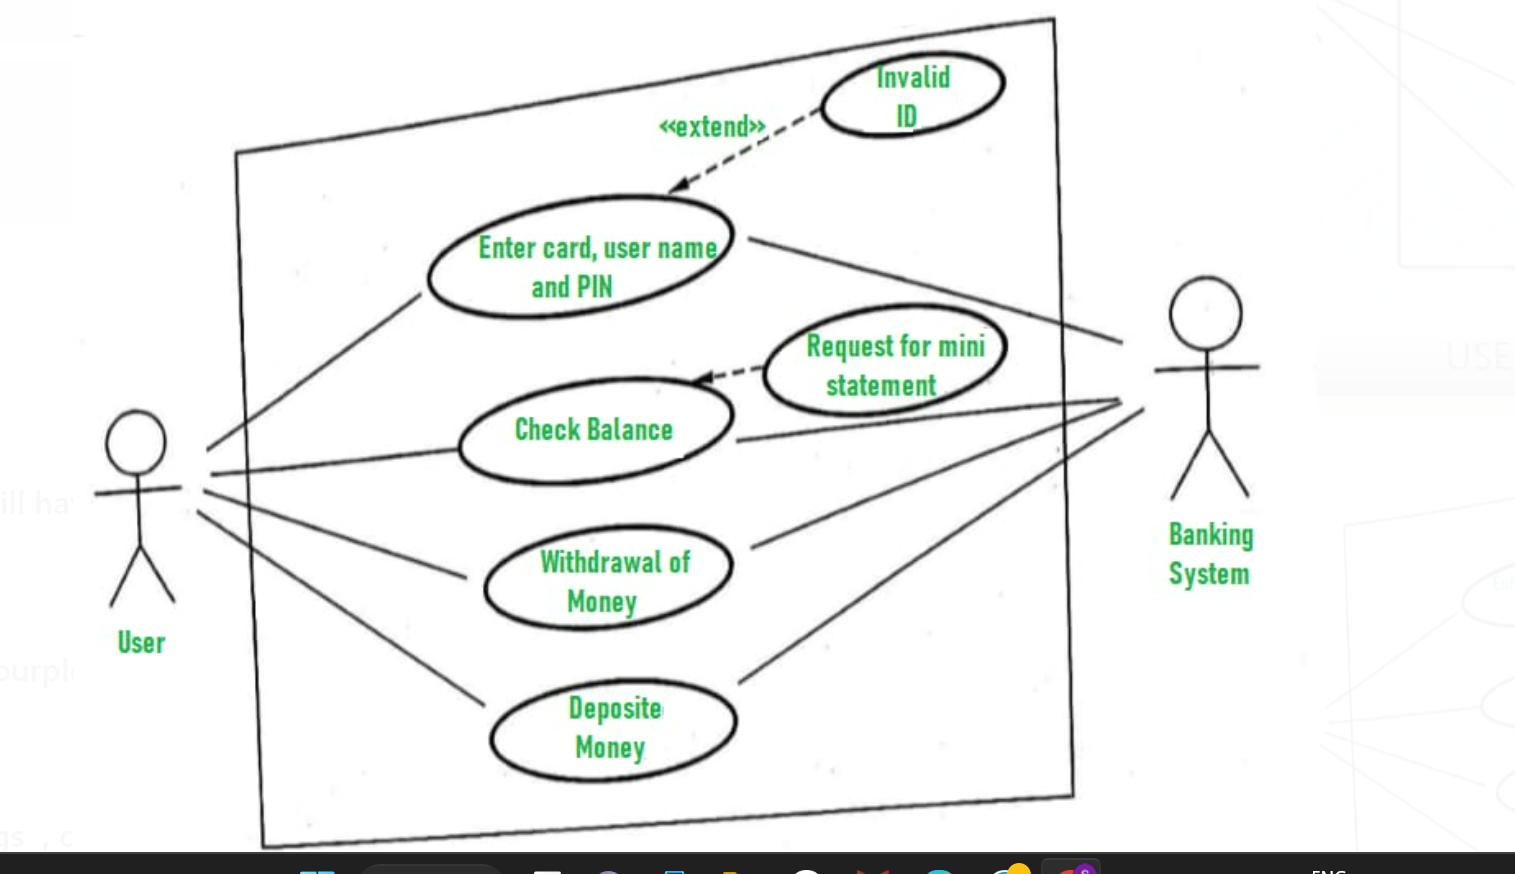 Invalid
ID
«extend»
Enter card, user name
and PIN
Request for mini
statement
Check Balance
Banking
System
Withdrawal of
Money
User
Deposite
Money
USE
ill ha
ourpl
gs , c
ENG